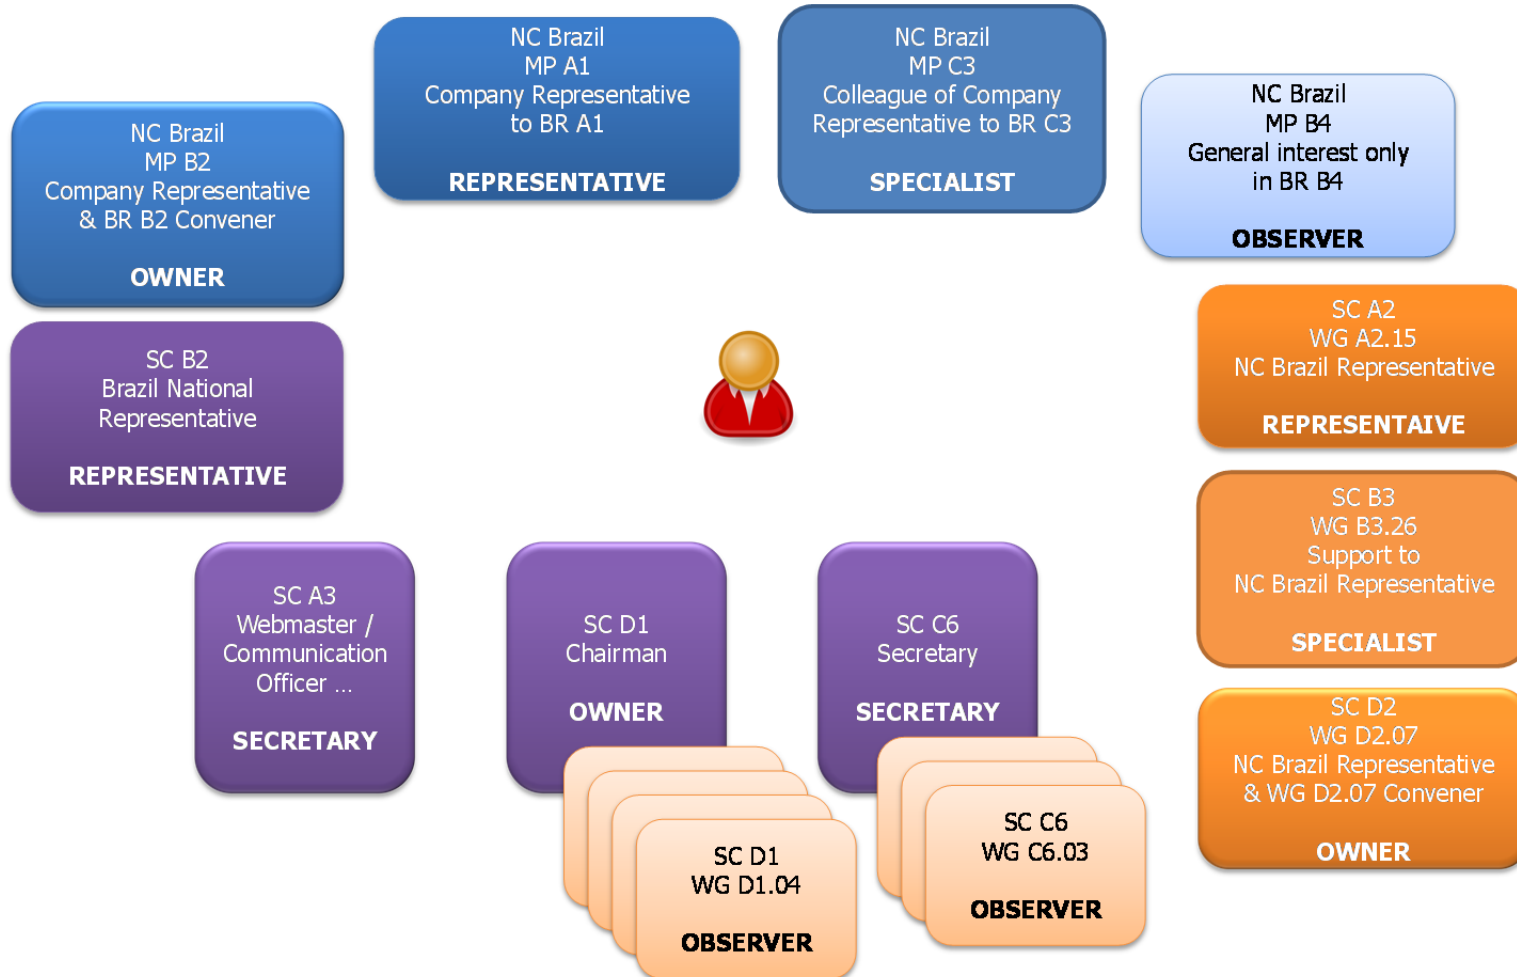 NC Brazil
MP B2
Company Representative
& BR B2 Convener
OWNER
NC Brazil
MP A1
Company Representative
to BR A1
REPRESENTATIVE
NC Brazil
MP C3
Colleague of Company
Representative to BR C3
SPECIALIST
NC Brazil
MP B4
General interest only
in BR B4
OBSERVER
SC B2
Brazil National
Representative
REPRESENTATIVE
SC A2
WG A2.15
NC Brazil Representative
REPRESENTAIVE
SC B3
WG B3.26
Support to
NC Brazil Representative
SPECIALIST
SC A3
Webmaster /
Communication
Officer ...
SECRETARY
SC D1
Chairman
OWNER
SC C6
Secretary
SECRETARY
SC D2
WG D2.07
NC Brazil Representative
& WG D2.07 Convener
OWNER
SC D1
WG D1.04
OBSERVER
SC C6
WG C6.03
OBSERVER